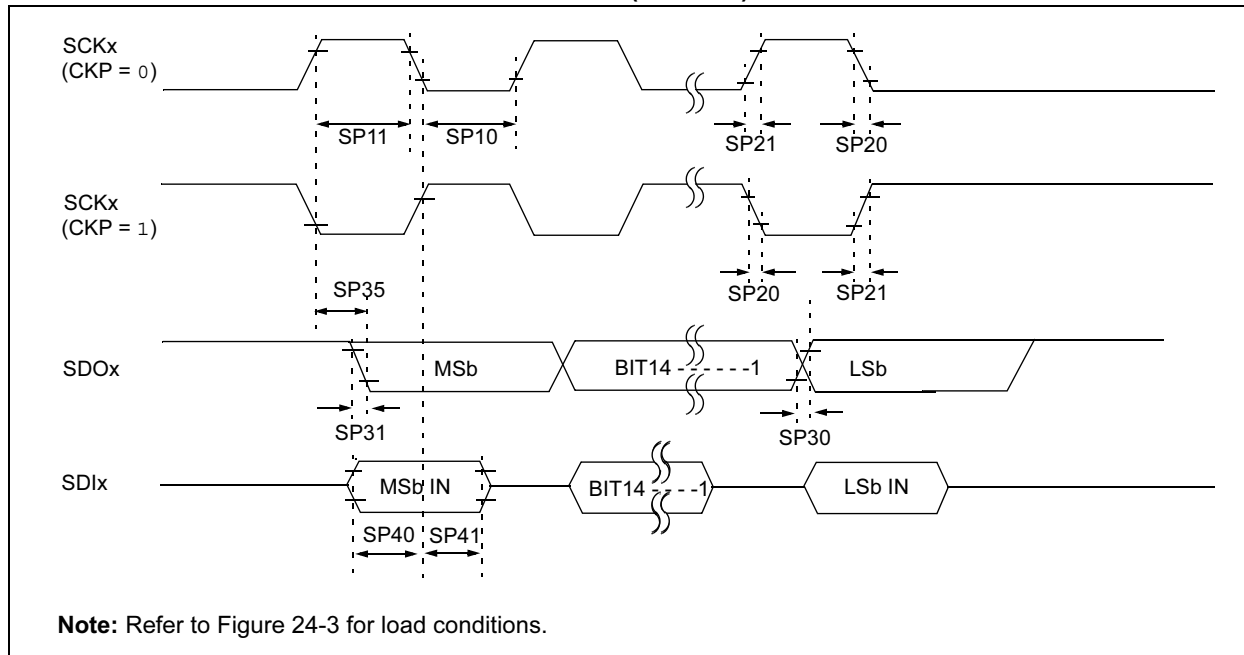 SCKx
(CKP = 0)
SP11
SP10
SP21
SP20
SCKx
(CKP = 1)
SP35
SP20
SP21
SDOx
MSb
BIT14 - - - - - - -1
LSb
SP31
SP30
SDIx
MSb IN
BIT14 - - - -1
LSb IN
SP40
SP41
Note: Refer to Figure 24-3 for load conditions.